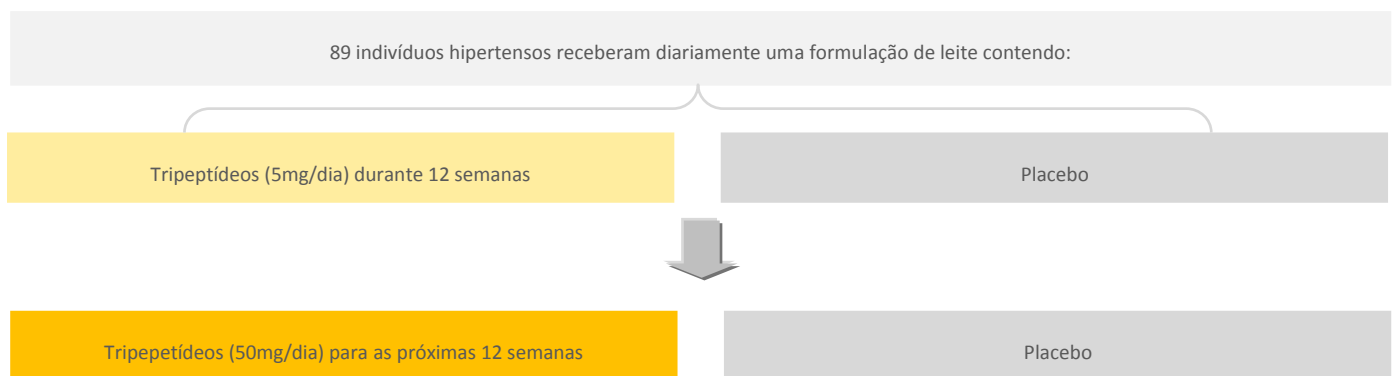 89 indivíduos hipertensos receberam diariamente uma formulação de leite contendo:
Tripeptídeos (5mg/dia) durante 12 semanas
Placebo
Tripepetídeos (50mg/dia) para as próximas 12 semanas
Placebo